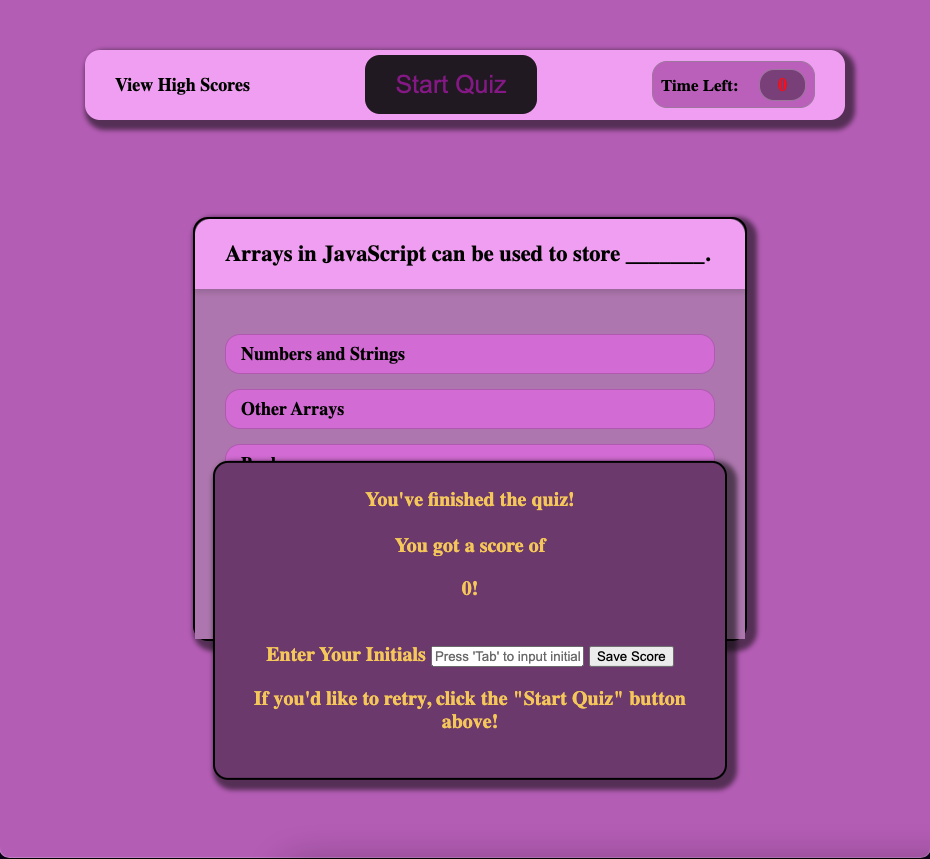 View High Scores
Start Quiz
Time Left: 0
Arrays in JavaScript can be used to store _______.
Numbers and Strings
Other Arrays
You've finished the quiz!
You got a score of
0!
Enter Your Initials Press 'Tab' to input initial Save Score
If you'd like to retry, click the "Start Quiz" button
above!